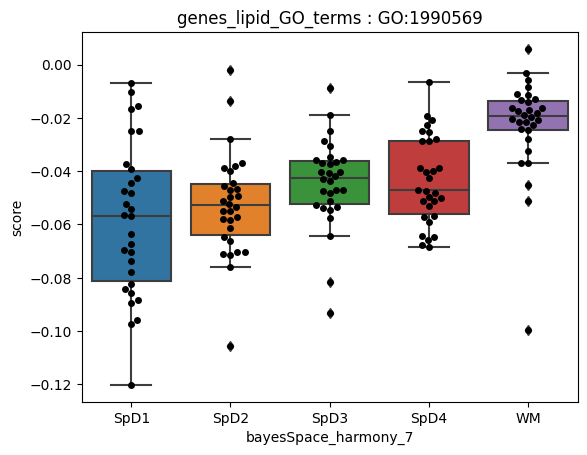 genes_lipid_GO_terms : GO:1990569
0.00
−0.02
−0.04
−0.06
−0.08
−0.10
−0.12
score
SpD1 SpD2 SpD3 SpD4 WM
bayesSpace_harmony_7